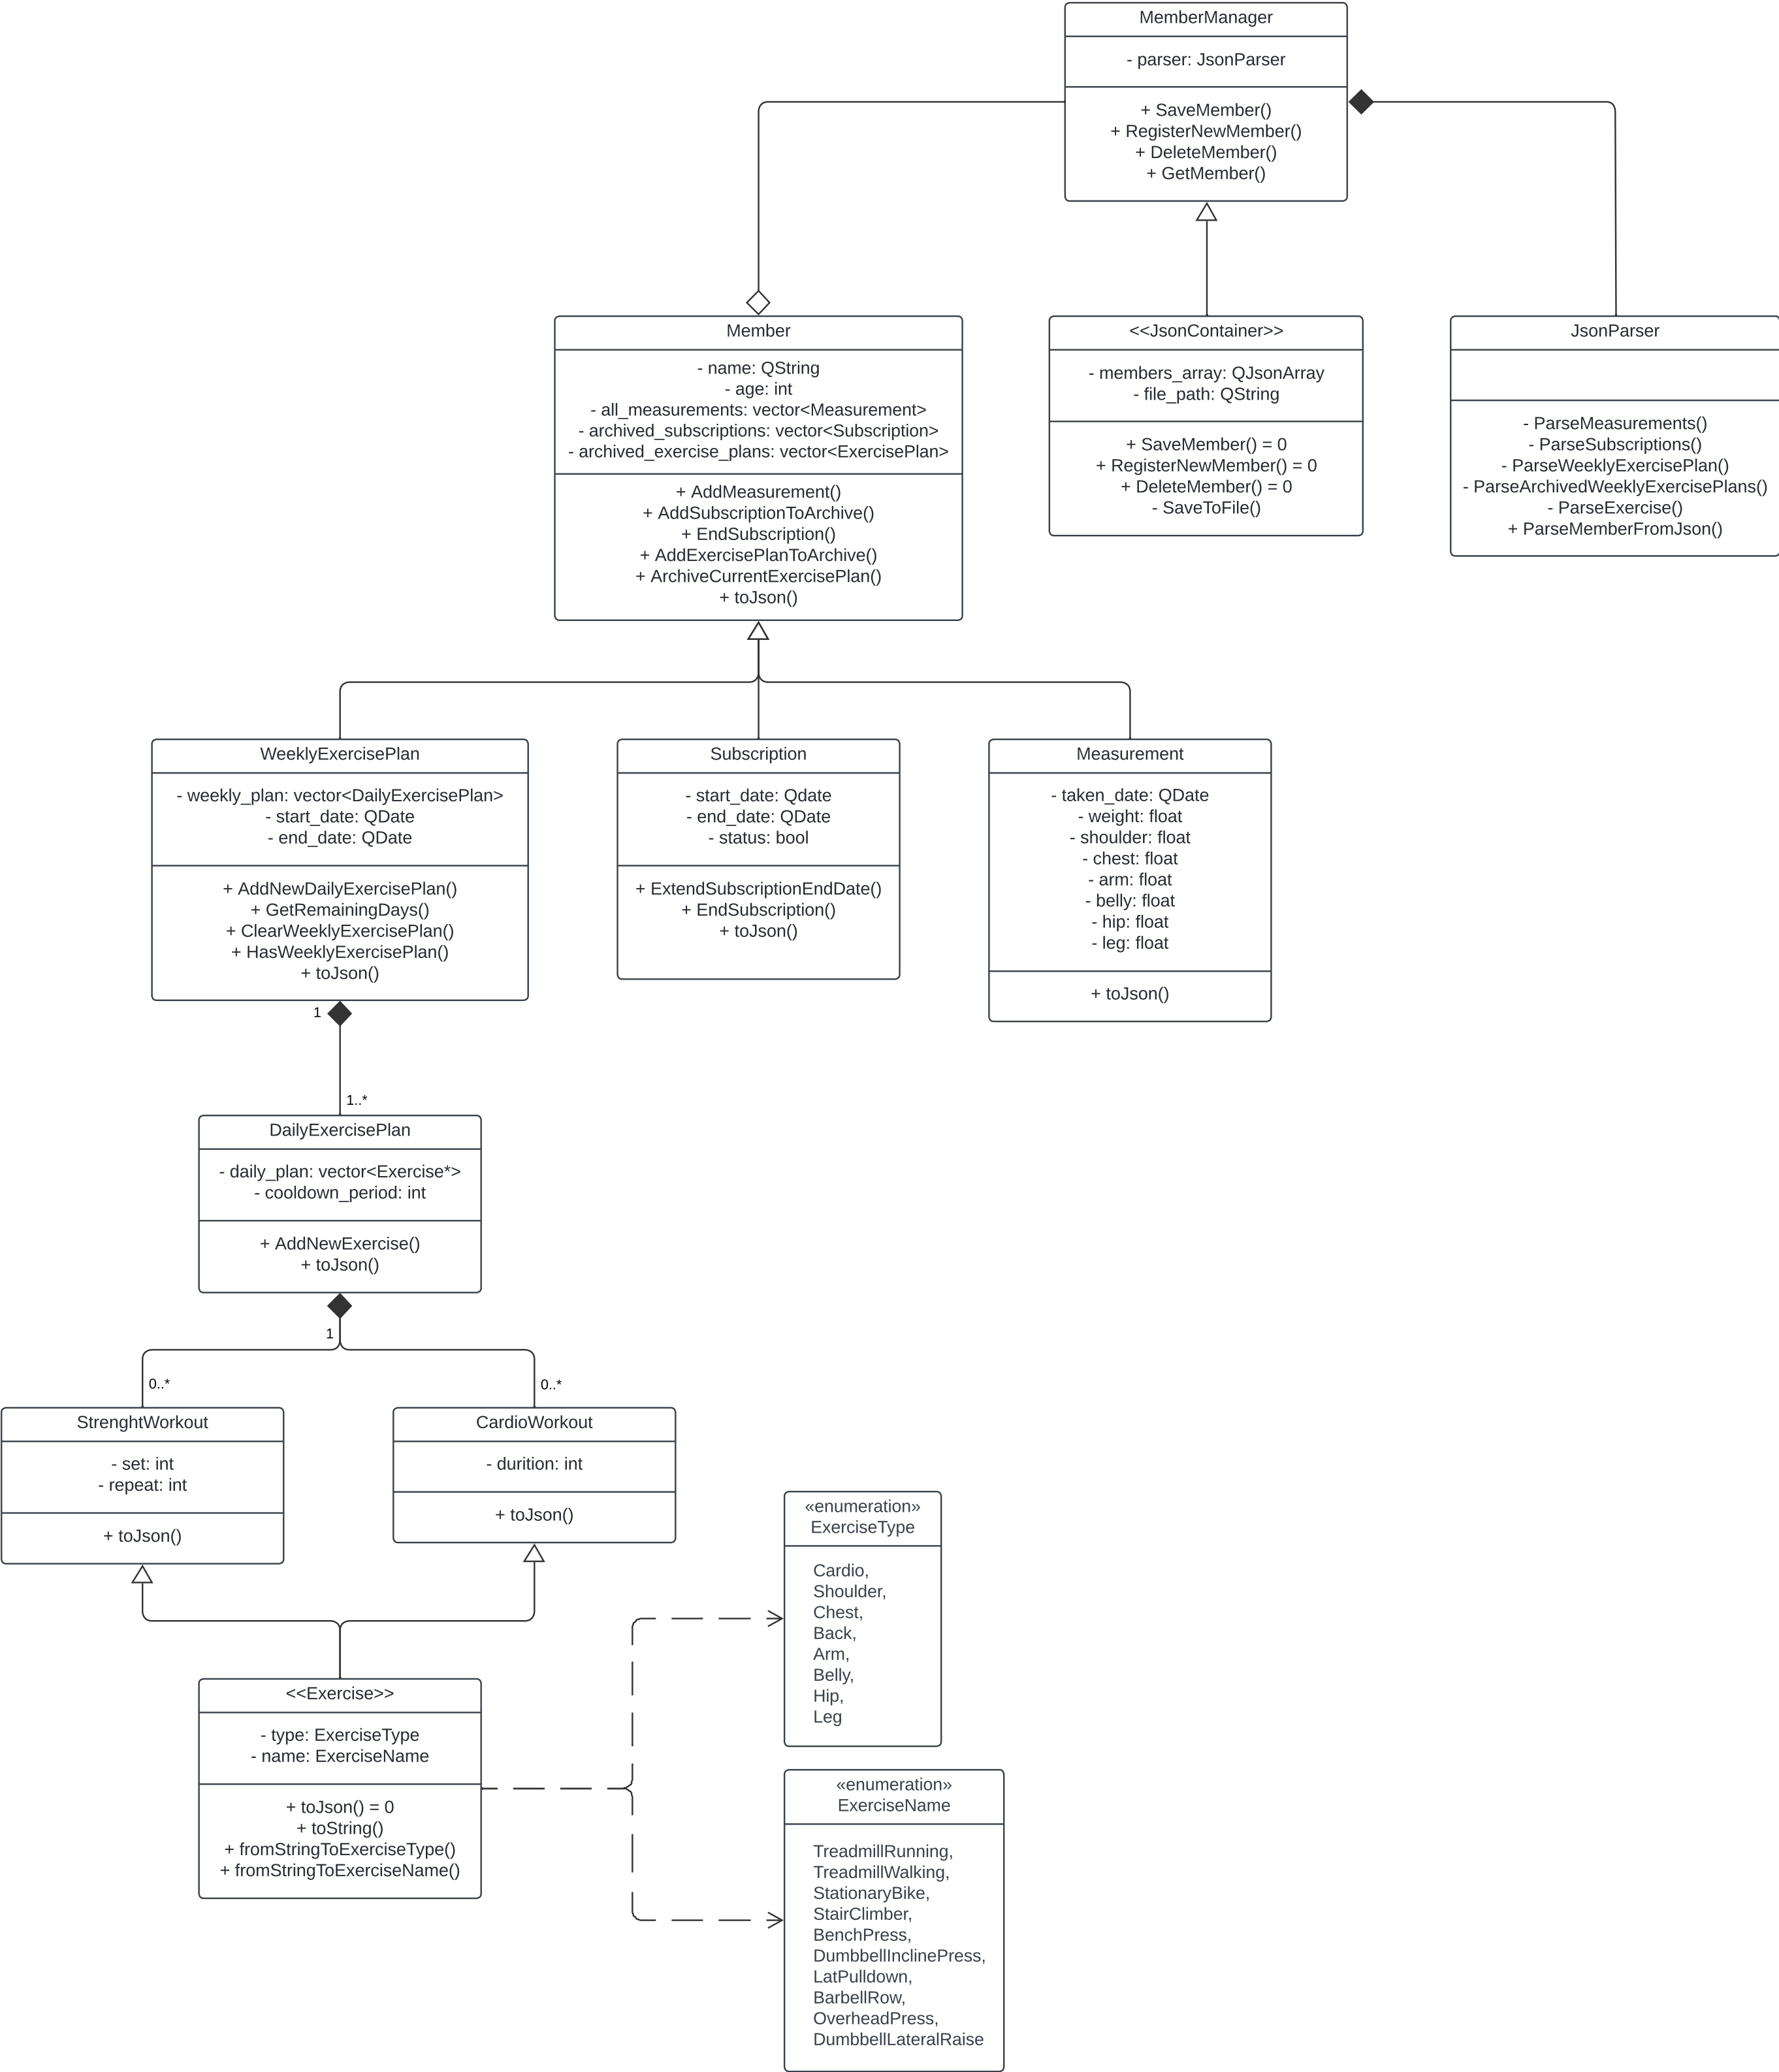 MemberManager
- parser: JsonParser
+ SaveMember()
+ RegisterNewMember()
+ DeleteMember()
+ GetMember()
Member
- name: QString
- age: int
- all_measurements: vector<Measurement>
- archived_subscriptions: vector<Subscription>
- archived_exercise_plans: vector<ExercisePlan>
+ AddMeasurement()
+ AddSubscriptionToArchive()
+ EndSubscription()
+ AddExercisePlanToArchive()
+ ArchiveCurrentExercisePlan()
+ toJson()
<<JsonContainer>>
- members_array: QJsonArray
- file_path: QString
+ SaveMember() = 0
+ RegisterNewMember() = 0
+ DeleteMember() = 0
- SaveToFile()
JsonParser
- ParseMeasurements()
- ParseSubscriptions()
- ParseWeeklyExercisePlan()
- ParseArchivedWeeklyExercisePlans()
- ParseExercise()
+ ParseMemberFromJson()
WeeklyExercisePlan
- weekly_plan: vector<DailyExercisePlan>
- start_date: QDate
- end_date: QDate
+ AddNewDailyExercisePlan()
+ GetRemainingDays()
+ ClearWeeklyExercisePlan()
+ HasWeeklyExercisePlan()
+ toJson()
Subscription
- start_date: Qdate
- end_date: QDate
- status: bool
+ ExtendSubscriptionEndDate()
+ EndSubscription()
+ toJson()
Measurement
- taken_date: QDate
- weight: float
- shoulder: float
- chest: float
- arm: float
- belly: float
- hip: float
- leg: float
+ toJson()
1
1..*
DailyExercisePlan
- daily_plan: vector<Exercise*>
- cooldown_period: int
+ AddNewExercise()
+ toJson()
1
0..*
0..*
StrenghtWorkout
- set: int
- repeat: int
+ toJson()
CardioWorkout
- durition: int
+ toJson()
<<Exercise>>
- type: ExerciseType
- name: ExerciseName
+ toJson() = 0
+ toString()
+ fromStringToExerciseType()
+ fromStringToExerciseName()
«enumeration»
ExerciseType
Cardio,
Shoulder,
Chest,
Back,
Arm,
Belly,
Hip,
Leg
«enumeration»
ExerciseName
TreadmillRunning,
TreadmillWalking,
StationaryBike,
StairClimber,
BenchPress,
DumbbellInclinePress,
LatPulldown,
BarbellRow,
OverheadPress,
DumbbellLateralRaise